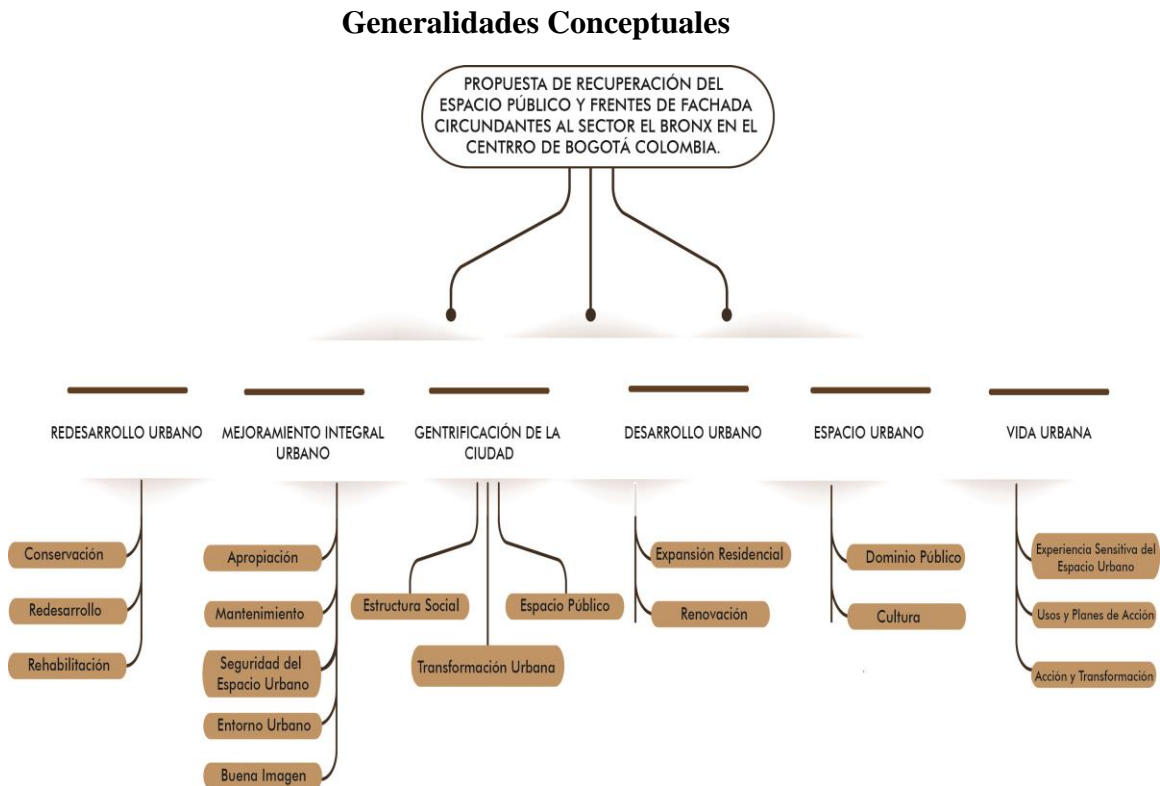 Generalidades Conceptuales
PROPUESTA DE RECUPERACIÓN DEL
ESPACIO PÚBLICO Y FRENTES DE FACHADA
CIRCUNDANTES AL SECTOR EL BRONX EN EL
CENTRRO DE BOGOTÁ COLOMBIA.
REDESARROLLO URBANO
Conservación
Redesarrollo
Rehabilitación
MEJORAMIENTO INTEGRAL
URBANO
Apropiación
Mantenimiento
Seguridad del
Espacio Urbano
Entorno Urbano
Buena Imagen
GENTRIFICACIÓN DE LA
CIUDAD
Estructura Social
Transformación Urbana
Espacio Público
DESARROLLO URBANO
Expansión Residencial
Renovación
ESPACIO URBANO
Dominio Público
Cultura
VIDA URBANA
Experiencia Sensitiva del
Espacio Urbano
Usos y Planes de Acción
Acción y Transformación